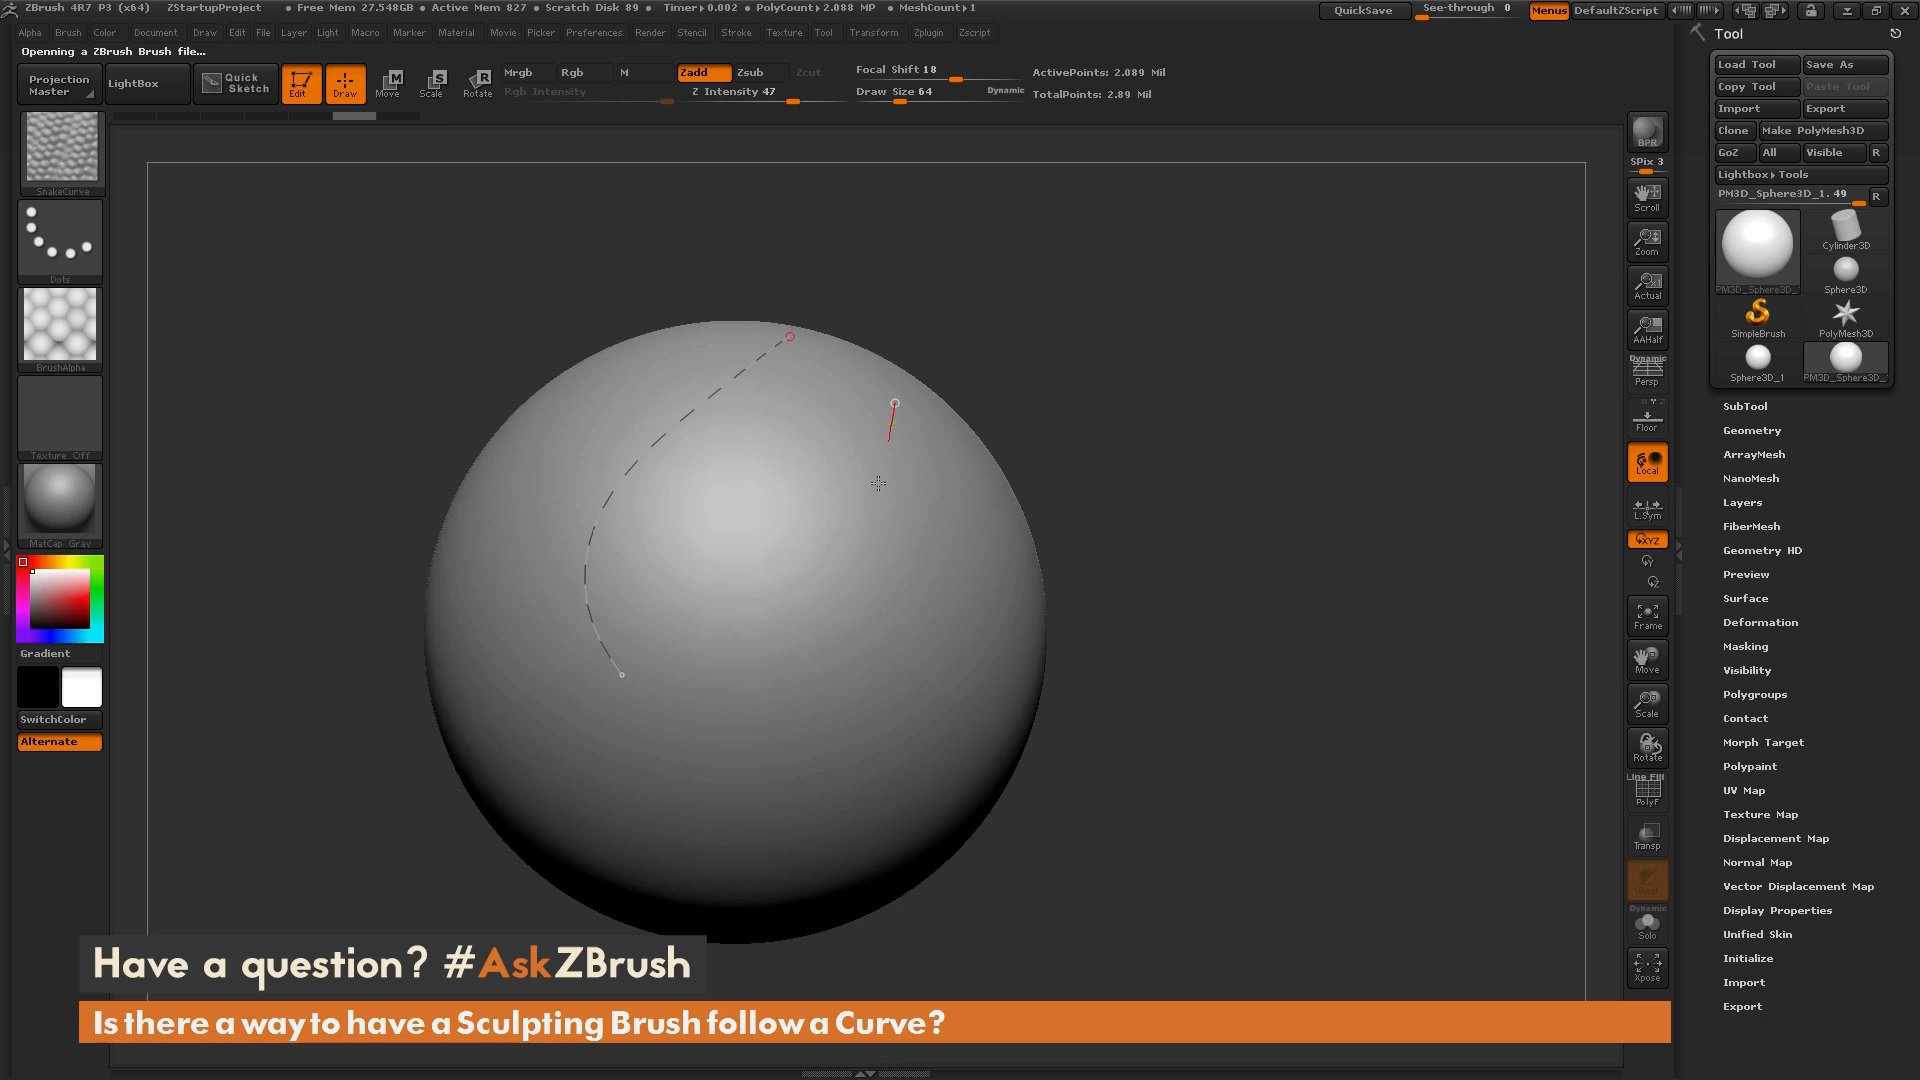 ZBrush 4R7 P3 (x64) ZStartupProject • Free Mem 27.548GB • Active Mem 827 • Scratch Disk 89 • Timer▸0.002 • PolyCount▸2.088 MP • MeshCount▸1
QuickSave See-through 0 Menus DefaultZScript
Alpha Brush Color Document Draw Edit File Layer Light Macro Marker Material Movie Picker Preferences Render Stencil Stroke Texture Tool Transform Zplugin Zscript
Openning a ZBrush Brush file...
Projection Master
LightBox
Quick Sketch
Edit
Draw
Move
Scale
Rotate
Mrgb Rgb M
Rgb Intensity
Zadd Zsub Zcut
Z Intensity 47
Focal Shift 18
Draw Size 64 Dynamic
ActivePoints: 2.089 Mil
TotalPoints: 2.89 Mil
SnakeCurve
Dots
BrushAlpha
Texture Off
MatCap Gray
Gradient
SwitchColor
Alternate
BPR
SPix 3
Scroll
Zoom
Actual
AAHalf
Dynamic
Persp
Floor
Local
L.Sym
XYZ
Y
Z
Frame
Move
Scale
Rotate
Line Fill
PolyF
Transp
Ghost
Dynamic
Solo
Xpose
Tool
Load Tool Save As
Copy Tool Paste Tool
Import Export
Clone Make PolyMesh3D
GoZ All Visible R
Lightbox▸Tools
PM3D_Sphere3D_1. 49 R
PM3D_Sphere3D_
Cylinder3D
Sphere3D
SimpleBrush
PolyMesh3D
Sphere3D_1
PM3D_Sphere3D_
SubTool
Geometry
ArrayMesh
NanoMesh
Layers
FiberMesh
Geometry HD
Preview
Surface
Deformation
Masking
Visibility
Polygroups
Contact
Morph Target
Polypaint
UV Map
Texture Map
Displacement Map
Normal Map
Vector Displacement Map
Display Properties
Unified Skin
Initialize
Import
Export
Have a question? #AskZBrush
Is there a way to have a Sculpting Brush follow a Curve?